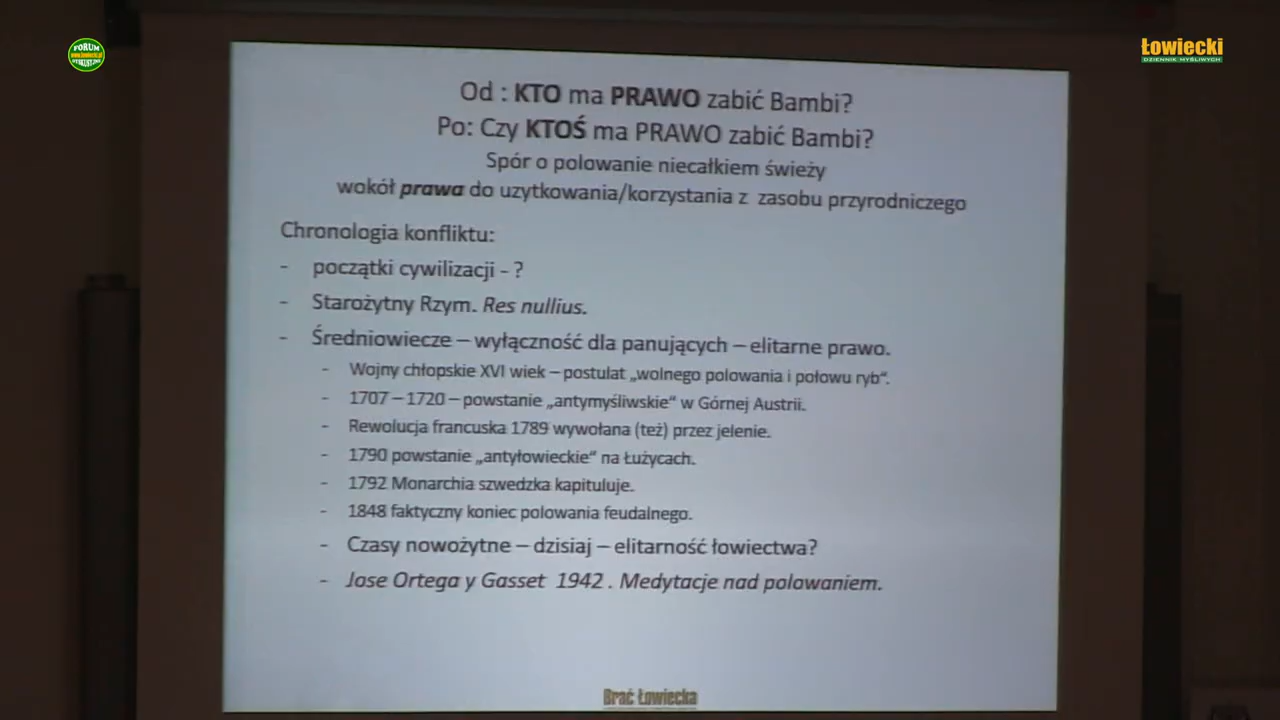 FORUM
www.lowiecki.pl
Łowiecki
DZIENNIK MYŚLIWYCH
Od : KTO ma PRAWO zabić Bambi?
Po: Czy KTOŚ ma PRAWO zabić Bambi?
Spór o polowanie niecałkiem świeży
wokół prawa do uzytkowania/korzystania z zasobu przyrodniczego
Chronologia konfliktu:
- początki cywilizacji - ?
- Starożytny Rzym. Res nullius.
- Średniowiecze – wyłączność dla panujących – elitarne prawo.
- Wojny chłopskie XVI wiek – postulat „wolnego polowania i połowu ryb“.
- 1707 – 1720 – powstanie „antymyśliwskie“ w Górnej Austrii.
- Rewolucja francuska 1789 wywołana (też) przez jelenie.
- 1790 powstanie „antyłowieckie“ na Łużycach.
- 1792 Monarchia szwedzka kapituluje.
- 1848 faktyczny koniec polowania feudalnego.
- Czasy nowożytne – dzisiaj – elitarność łowiectwa?
- Jose Ortega y Gasset 1942 . Medytacje nad polowaniem.
Brać Łowiecka